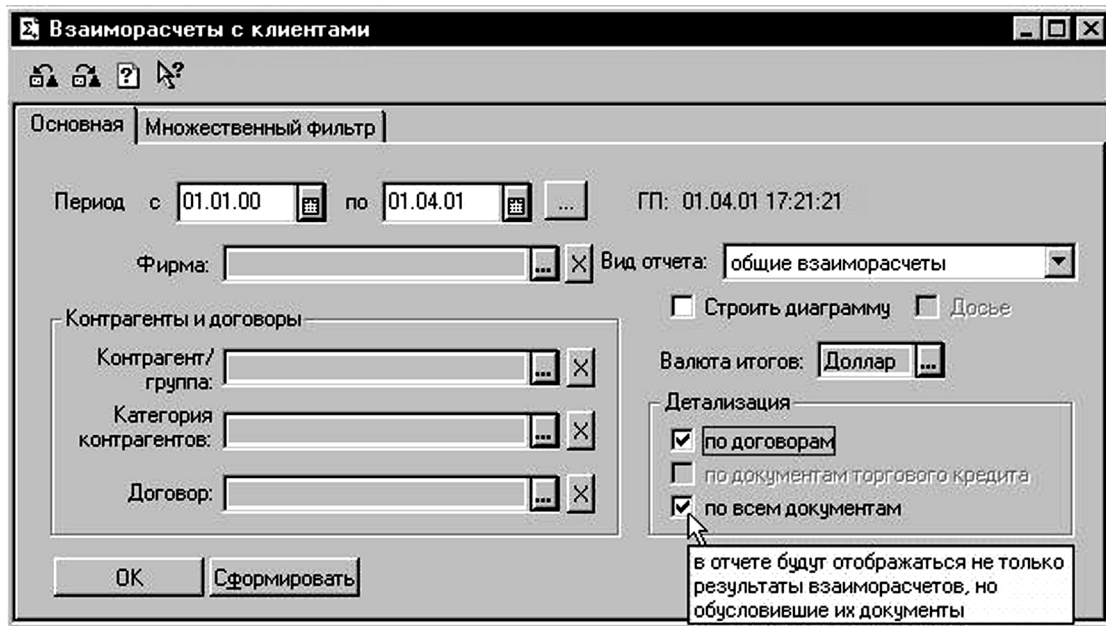 Взаиморасчеты с клиентами
Основная
Множественный фильтр
Период с 01.01.00 по 01.04.01 ... ГП: 01.04.01 17:21:21
Фирма: ... X Вид отчета: общие взаиморасчеты
Строить диаграмму Досье
Контрагенты и договоры
Контрагент/
группа: ... X
Валюта итогов: Доллар ...
Категория
контрагентов: ... X
Договор: ... X
Детализация
по договорам
по документам торгового кредита
по всем документам
в отчете будут отображаться не только
результаты взаиморасчетов, но
обусловившие их документы
OK Сформировать